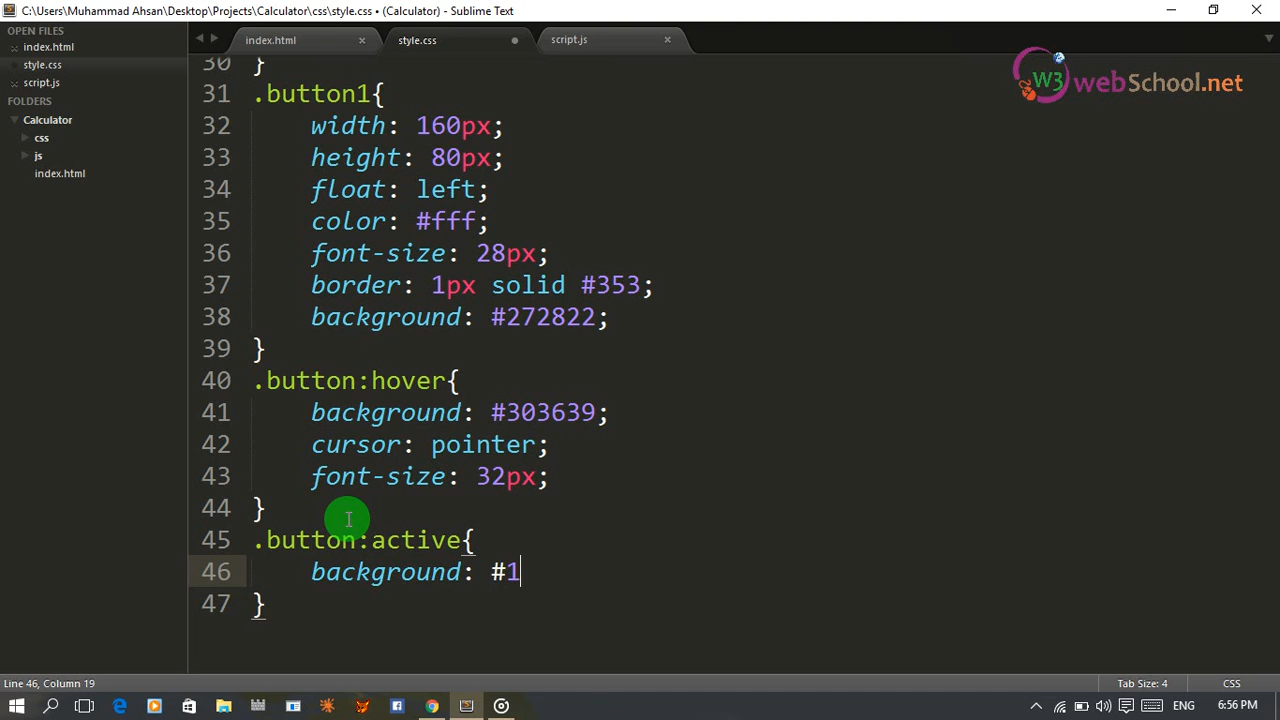 C:\Users\Muhammad Ahsan\Desktop\Projects\Calculator\css\style.css • (Calculator) - Sublime Text
OPEN FILES
index.html
style.css
script.js
FOLDERS
Calculator
css
js
index.html
index.html
style.css
script.js
W3 webSchool.net
30 }
31 .button1{
32 width: 160px;
33 height: 80px;
34 float: left;
35 color: #fff;
36 font-size: 28px;
37 border: 1px solid #353;
38 background: #272822;
39 }
40 .button:hover{
41 background: #303639;
42 cursor: pointer;
43 font-size: 32px;
44 }
45 .button:active{
46 background: #1
47 }
Line 46, Column 19
Tab Size: 4
CSS
ENG
6:56 PM